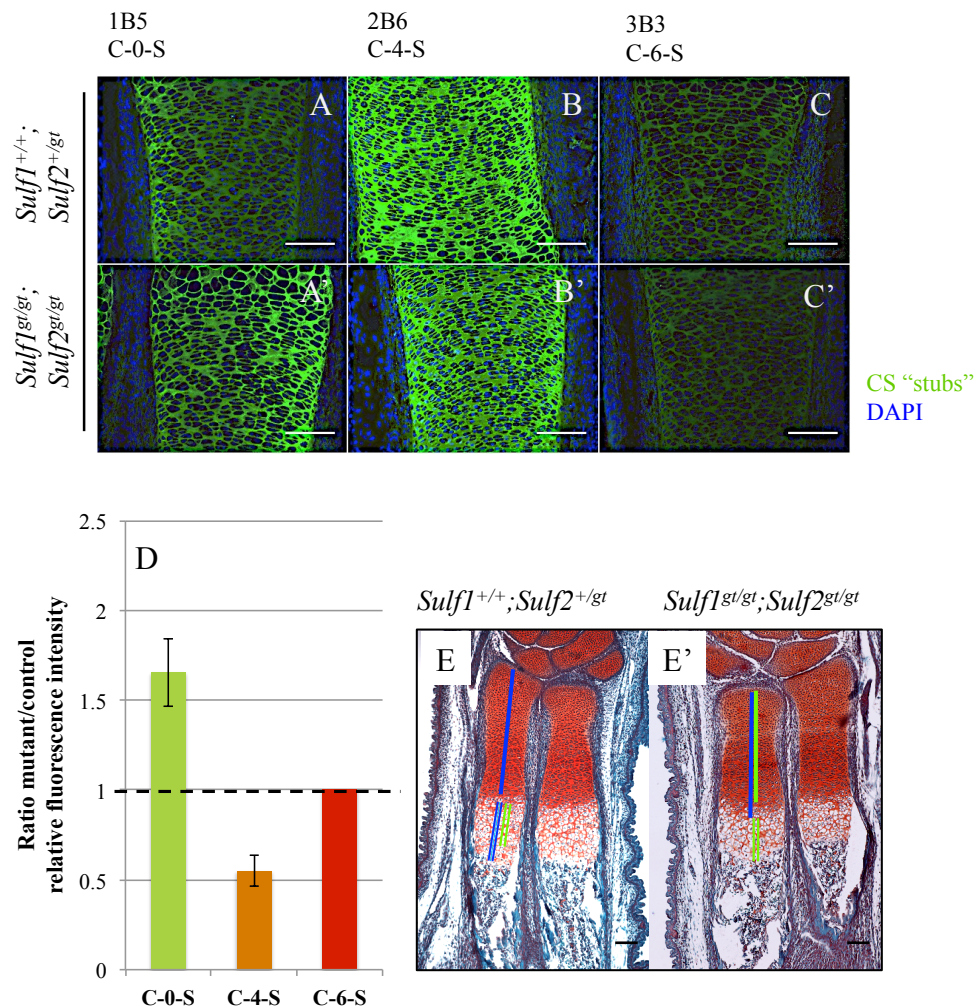 1B5
C-0-S
2B6
C-4-S
3B3
C-6-S
Sulf1+/+;
Sulf2+/gt
A
B
C
Sulf1gt/gt;
Sulf2gt/gt
A’
B’
C’
CS “stubs”
DAPI
D
Ratio mutant/control
relative fluorescence intensity
2.5
2
1.5
1
0.5
0
C-0-S
C-4-S
C-6-S
Sulf1+/+;Sulf2+/gt
Sulf1gt/gt;Sulf2gt/gt
E
E’